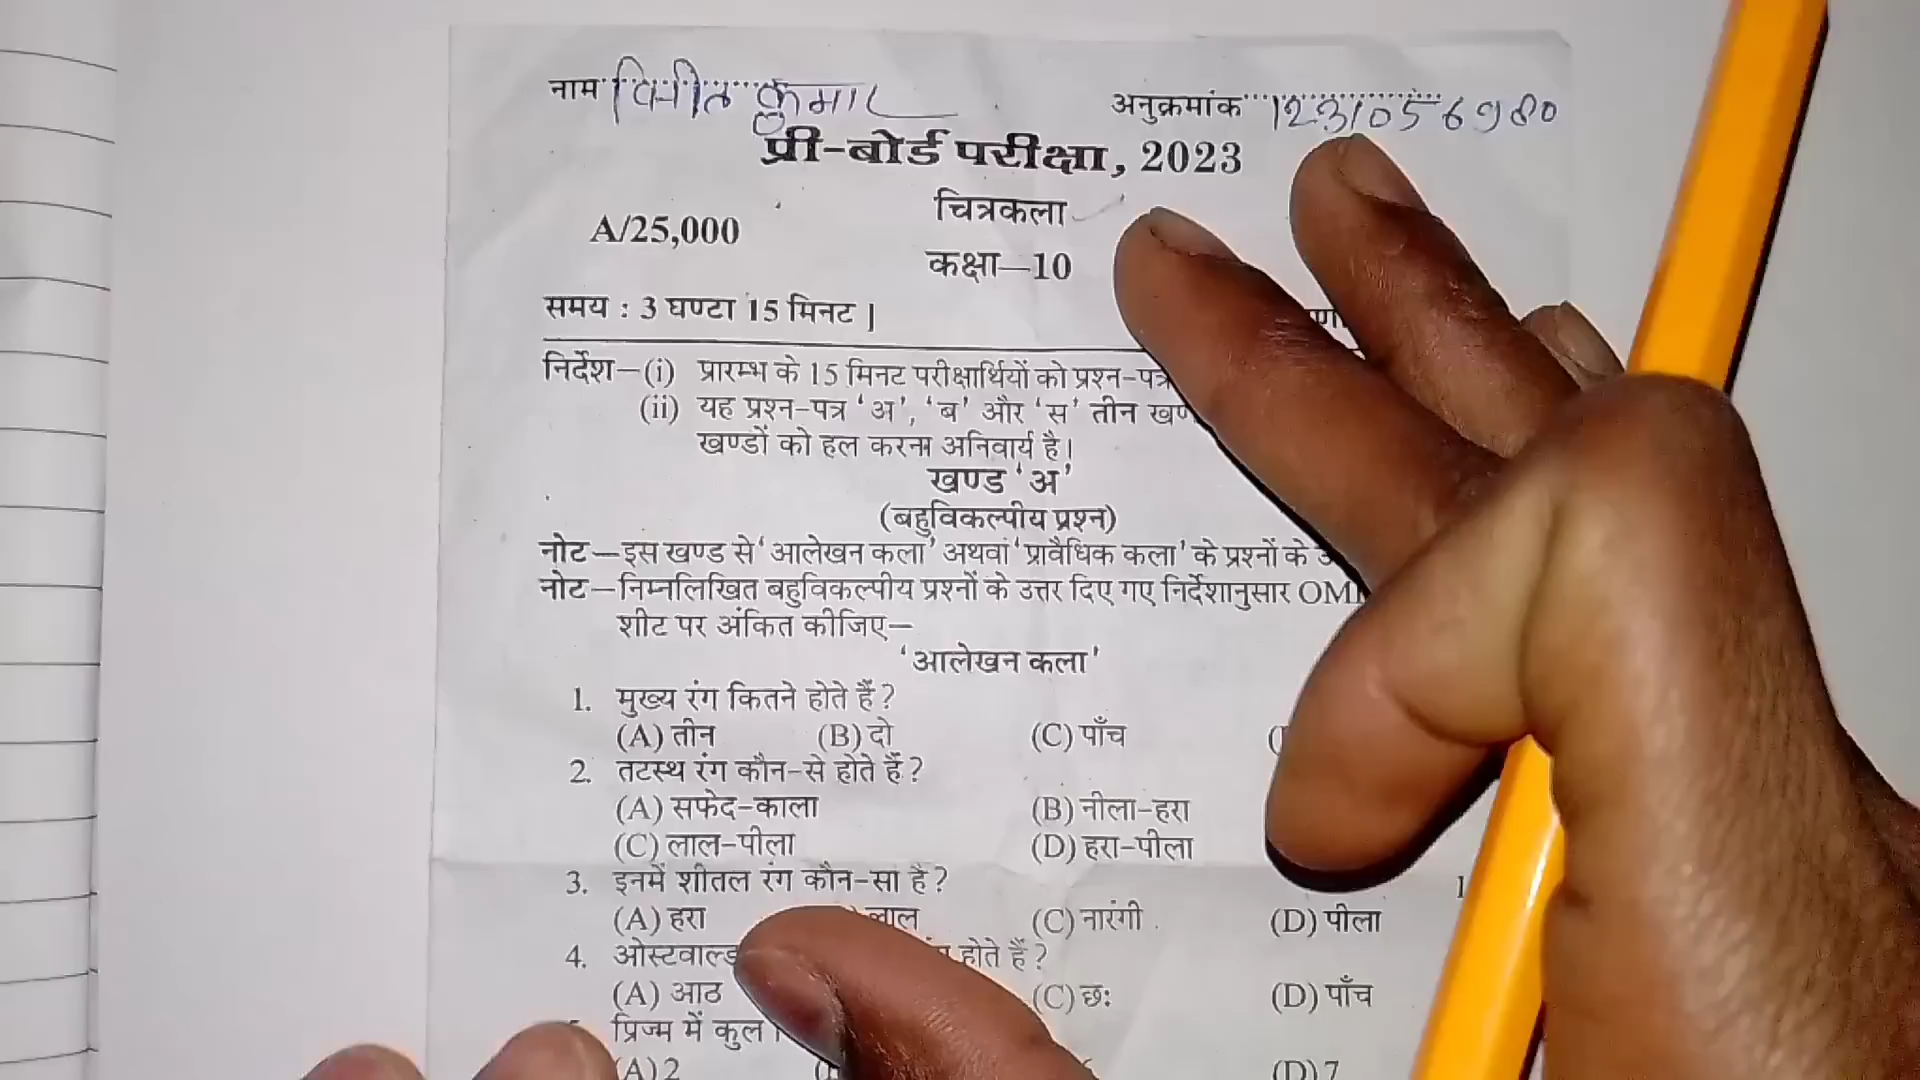 नाम विनीत कुमार अनुक्रमांक 1231056980
प्री-बोर्ड परीक्षा, 2023
चित्रकला
A/25,000
कक्षा—10
समय : 3 घण्टा 15 मिनट ]
निर्देश—(i) प्रारम्भ के 15 मिनट परीक्षार्थियों को प्रश्न-पत्र
(ii) यह प्रश्न-पत्र ‘अ’, ‘ब’ और ‘स’ तीन
खण्डों को हल करना अनिवार्य है।
खण्ड ‘अ’
(बहुविकल्पीय प्रश्न)
नोट—इस खण्ड से ‘आलेखन कला’ अथवा ‘प्रावैधिक कला’ के प्रश्नों के
नोट—निम्नलिखित बहुविकल्पीय प्रश्नों के उत्तर दिए गए निर्देशानुसार
शीट पर अंकित कीजिए—
‘आलेखन कला’
1. मुख्य रंग कितने होते हैं?
(A) तीन (B) दो (C) पाँच
2. तटस्थ रंग कौन-से होते हैं?
(A) सफेद-काला (B) नीला-हरा
(C) लाल-पीला (D) हरा-पीला
3. इनमें शीतल रंग कौन-सा है? 1
(A) हरा लाल (C) नारंगी (D) पीला
4. ओस्टवाल्ड होते हैं?
(A) आठ (C) छः (D) पाँच
प्रिज्म में कुल
(A) 2 (D) 7